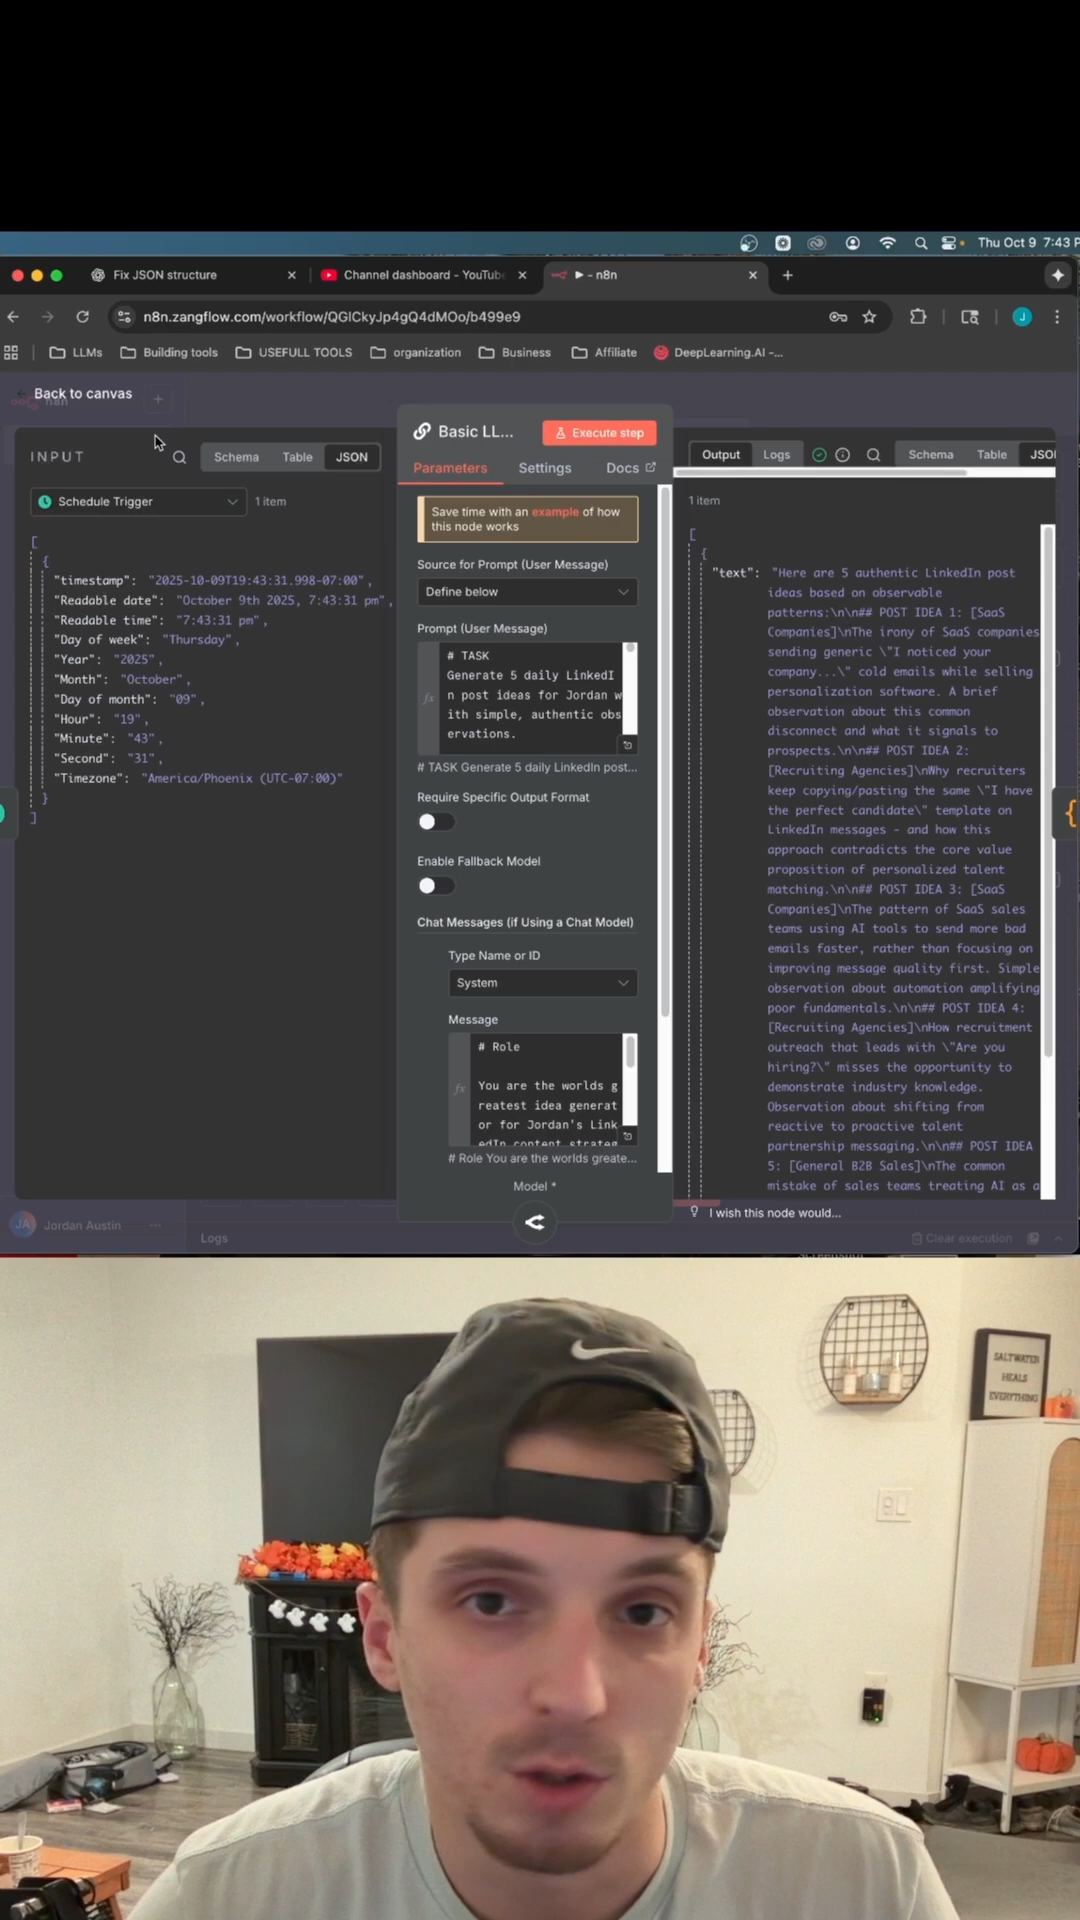 Thu Oct 9 7:43 P
Fix JSON structure
Channel dashboard - YouTub
- n8n
n8n.zangflow.com/workflow/QGlCkyJp4gQ4dMOo/b499e9
J
LLMs
Building tools
USEFULL TOOLS
organization
Business
Affiliate
DeepLearning.AI -...
Back to canvas
INPUT
Schema
Table
JSON
Schedule Trigger
1 item
[
{
"timestamp": "2025-10-09T19:43:31.998-07:00",
"Readable date": "October 9th 2025, 7:43:31 pm",
"Readable time": "7:43:31 pm",
"Day of week": "Thursday",
"Year": "2025",
"Month": "October",
"Day of month": "09",
"Hour": "19",
"Minute": "43",
"Second": "31",
"Timezone": "America/Phoenix (UTC-07:00)"
}
]
Basic LL...
Execute step
Parameters
Settings
Docs
Save time with an example of how
this node works
Source for Prompt (User Message)
Define below
Prompt (User Message)
fx
# TASK
Generate 5 daily LinkedI
n post ideas for Jordan w
ith simple, authentic obs
ervations.
# TASK Generate 5 daily LinkedIn post...
Require Specific Output Format
Enable Fallback Model
Chat Messages (if Using a Chat Model)
Type Name or ID
System
Message
fx
# Role
You are the worlds g
reatest idea generat
or for Jordan's Link
edIn content strateg
# Role You are the worlds greate...
Model *
Output
Logs
Schema
Table
JSO
1 item
[
{
"text": "Here are 5 authentic LinkedIn post
ideas based on observable
patterns:\n\n## POST IDEA 1: [SaaS
Companies]\nThe irony of SaaS companies
sending generic \"I noticed your
company...\" cold emails while selling
personalization software. A brief
observation about this common
disconnect and what it signals to
prospects.\n\n## POST IDEA 2:
[Recruiting Agencies]\nWhy recruiters
keep copying/pasting the same \"I have
the perfect candidate\" template on
LinkedIn messages - and how this
approach contradicts the core value
proposition of personalized talent
matching.\n\n## POST IDEA 3: [SaaS
Companies]\nThe pattern of SaaS sales
teams using AI tools to send more bad
emails faster, rather than focusing on
improving message quality first. Simple
observation about automation amplifying
poor fundamentals.\n\n## POST IDEA 4:
[Recruiting Agencies]\nHow recruitment
outreach that leads with \"Are you
hiring?\" misses the opportunity to
demonstrate industry knowledge.
Observation about shifting from
reactive to proactive talent
partnership messaging.\n\n## POST IDEA
5: [General B2B Sales]\nThe common
mistake of sales teams treating AI as a
I wish this node would...
JA
Jordan Austin
Logs
Clear execution
SALTWATER
HEALS
EVERYTHING